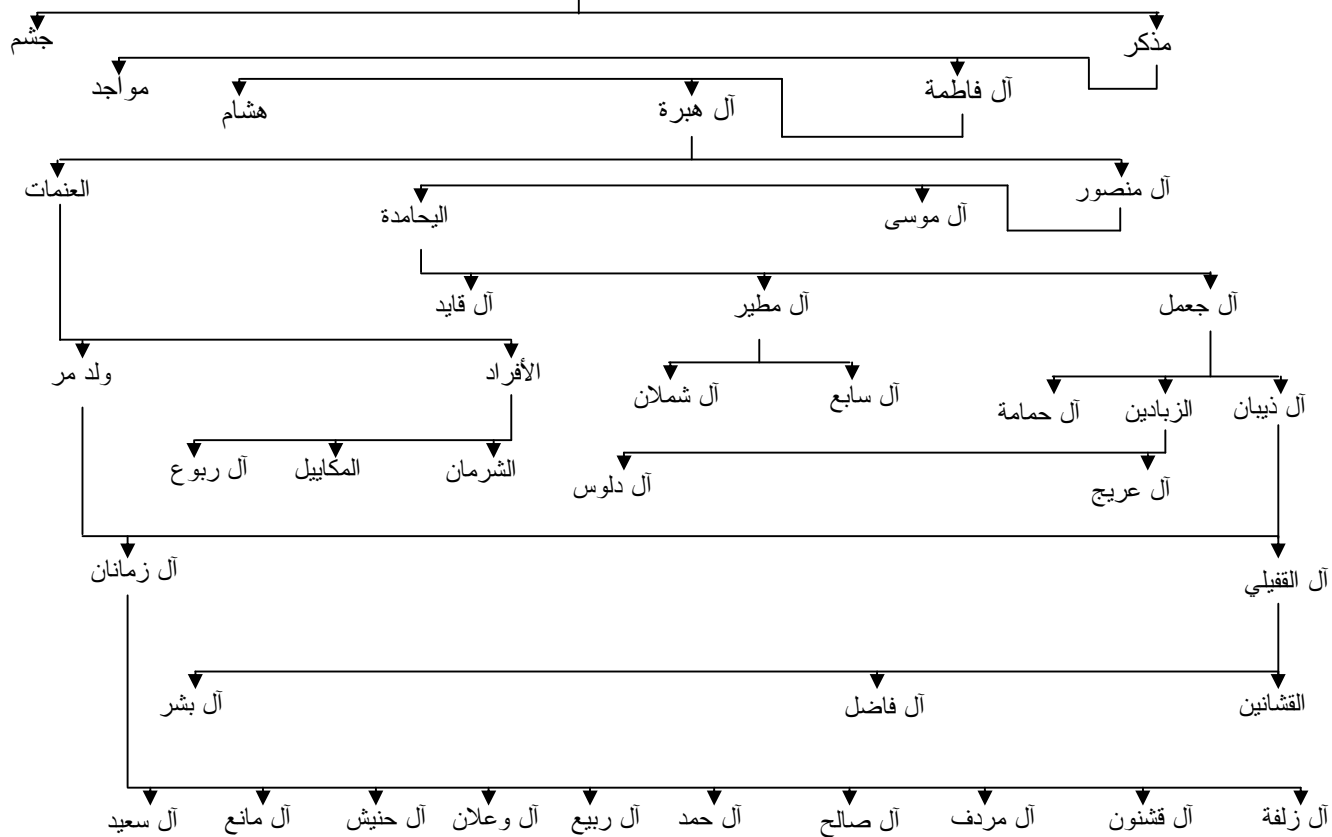 مذكر جشم
آل فاطمة مواجد
آل هبرة هشام
آل منصور العنمات
آل موسى اليحامدة
آل جعمل آل مطير آل قايد
الأفراد ولد مر
آل سابع آل شملان
آل ذيبان الزبادين آل حمامة
الشرمان المكاييل آل ربوع
آل عريج آل دلوس
آل القفيلي آل زمانان
القشانين آل فاضل آل بشر
آل زلفة آل قشنون آل مردف آل صالح آل حمد آل ربيع آل وعلان آل حنيش آل مانع آل سعيد